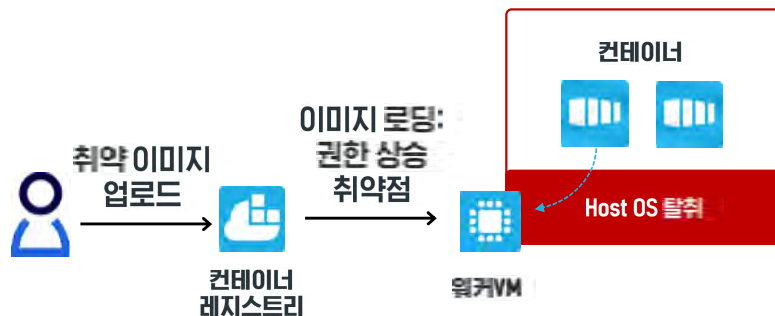 컨테이너
이미지 로딩:
권한 상승
취약점
취약 이미지
업로드
Host OS 탈취
컨테이너
레지스트리
워커VM